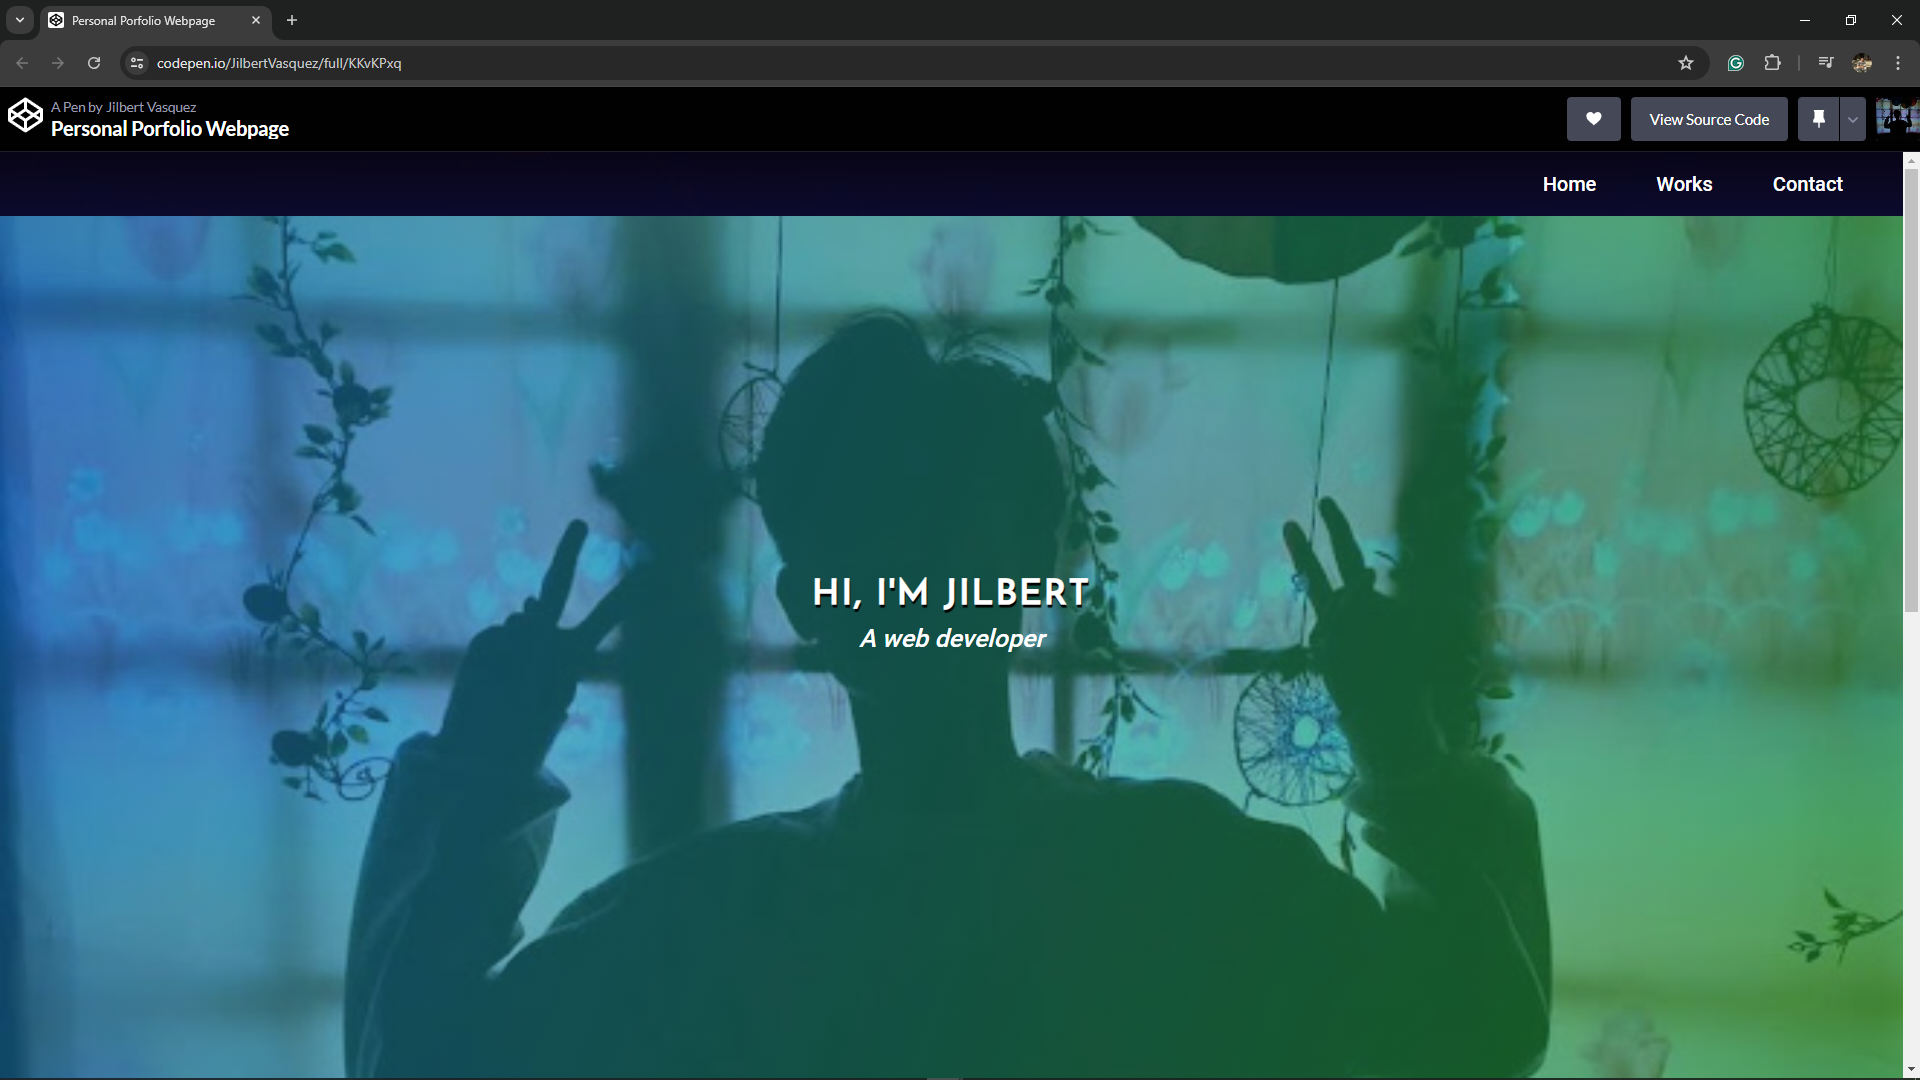 Personal Porfolio Webpage
codepen.io/JilbertVasquez/full/KKvKPxq
A Pen by Jilbert Vasquez
Personal Porfolio Webpage
View Source Code
Home
Works
Contact
HI, I'M JILBERT
A web developer